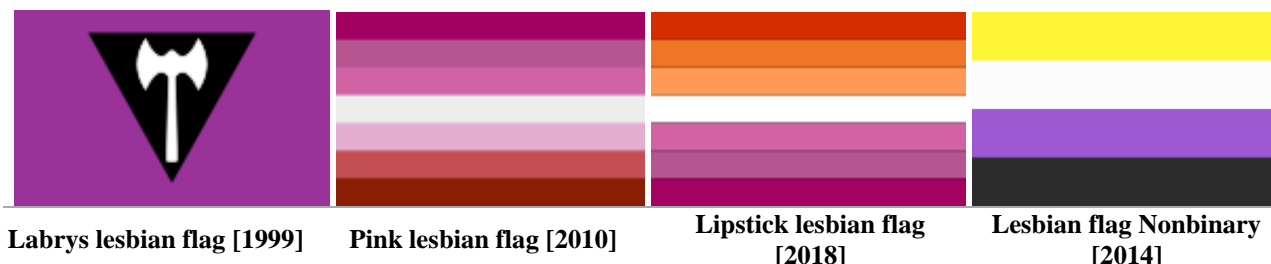 Labrys lesbian flag [1999]
Pink lesbian flag [2010]
Lipstick lesbian flag
[2018]
Lesbian flag Nonbinary
[2014]